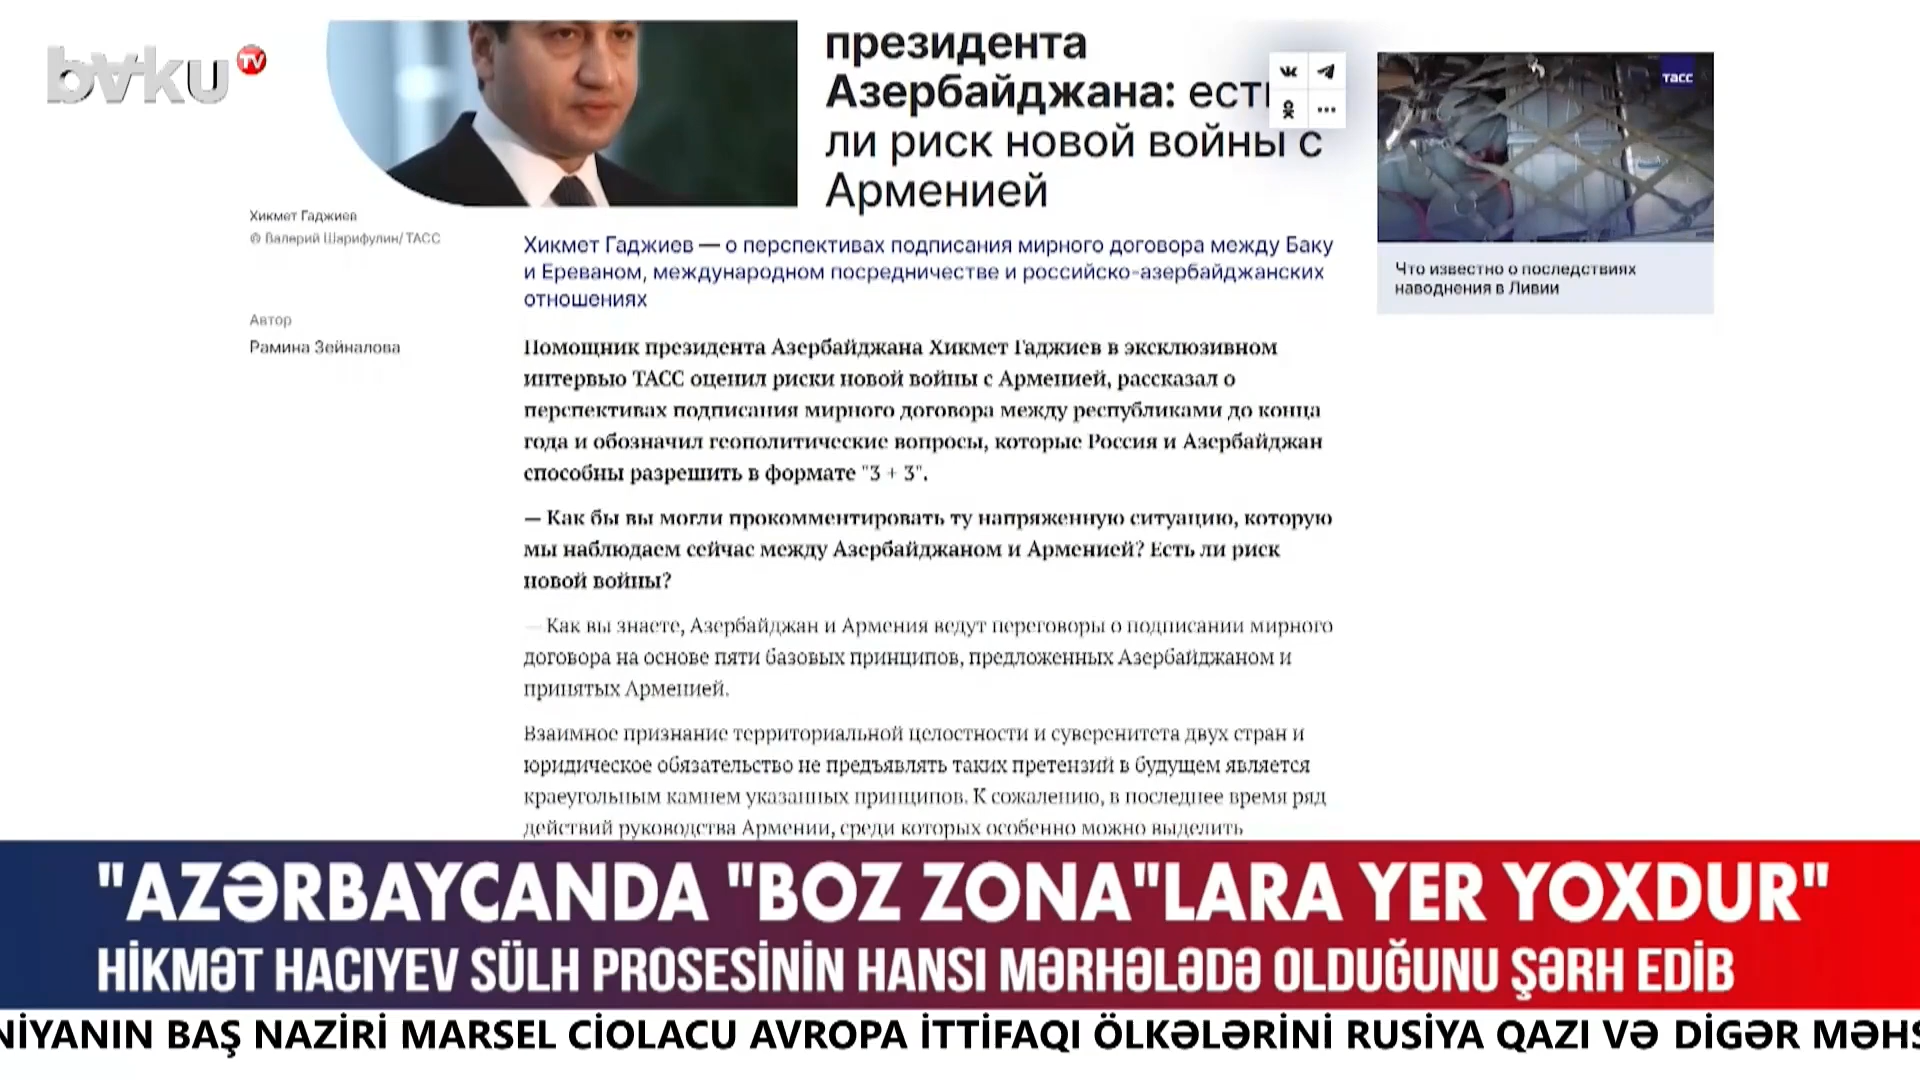 bakuTV
президента
Азербайджана: есть
ли риск новой войны с
Арменией
ТАСС
Хикмет Гаджиев
© Валерий Шарифулин/ ТАСС
Хикмет Гаджиев — о перспективах подписания мирного договора между Баку
и Ереваном, международном посредничестве и российско-азербайджанских
отношениях
Что известно о последствиях
наводнения в Ливии
Автор
Рамина Зейналова
Помощник президента Азербайджана Хикмет Гаджиев в эксклюзивном
интервью ТАСС оценил риски новой войны с Арменией, рассказал о
перспективах подписания мирного договора между республиками до конца
года и обозначил геополитические вопросы, которые Россия и Азербайджан
способны разрешить в формате "3 + 3".
— Как бы вы могли прокомментировать ту напряженную ситуацию, которую
мы наблюдаем сейчас между Азербайджаном и Арменией? Есть ли риск
новой войны?
— Как вы знаете, Азербайджан и Армения ведут переговоры о подписании мирного
договора на основе пяти базовых принципов, предложенных Азербайджаном и
принятых Арменией.
Взаимное признание территориальной целостности и суверенитета двух стран и
юридическое обязательство не предъявлять таких претензий в будущем является
краеугольным камнем указанных принципов. К сожалению, в последнее время ряд
действий руководства Армении, среди которых особенно можно выделить
"AZƏRBAYCANDA "BOZ ZONA"LARA YER YOXDUR"
HİKMƏT HACIYEV SÜLH PROSESİNİN HANSI MƏRHƏLƏDƏ OLDUĞUNU ŞƏRH EDİB
NİYANIN BAŞ NAZİRİ MARSEL CİOLACU AVROPA İTTİFAQI ÖLKƏLƏRİNİ RUSİYA QAZI VƏ DİGƏR MƏHS